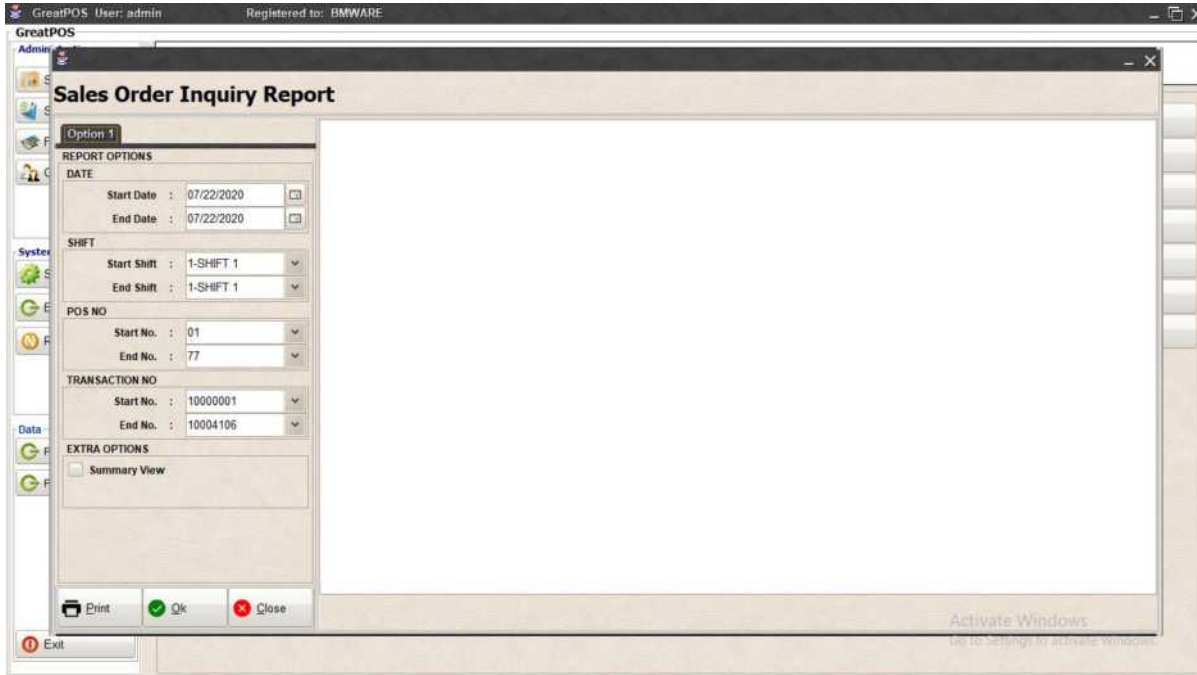 GreatPOS User: admin Registered to: BMWARE
GreatPOS
Sales Order Inquiry Report
Option 1
REPORT OPTIONS
DATE
Start Date : 07/22/2020
End Date : 07/22/2020
SHIFT
Start Shift : 1-SHIFT 1
End Shift : 1-SHIFT 1
POS NO
Start No. : 01
End No. : 77
TRANSACTION NO
Start No. : 10000001
End No. : 10004106
Data
EXTRA OPTIONS
Summary View
Print Ok Close
Activate Windows
Go to Settings to activate Windows.
Exit